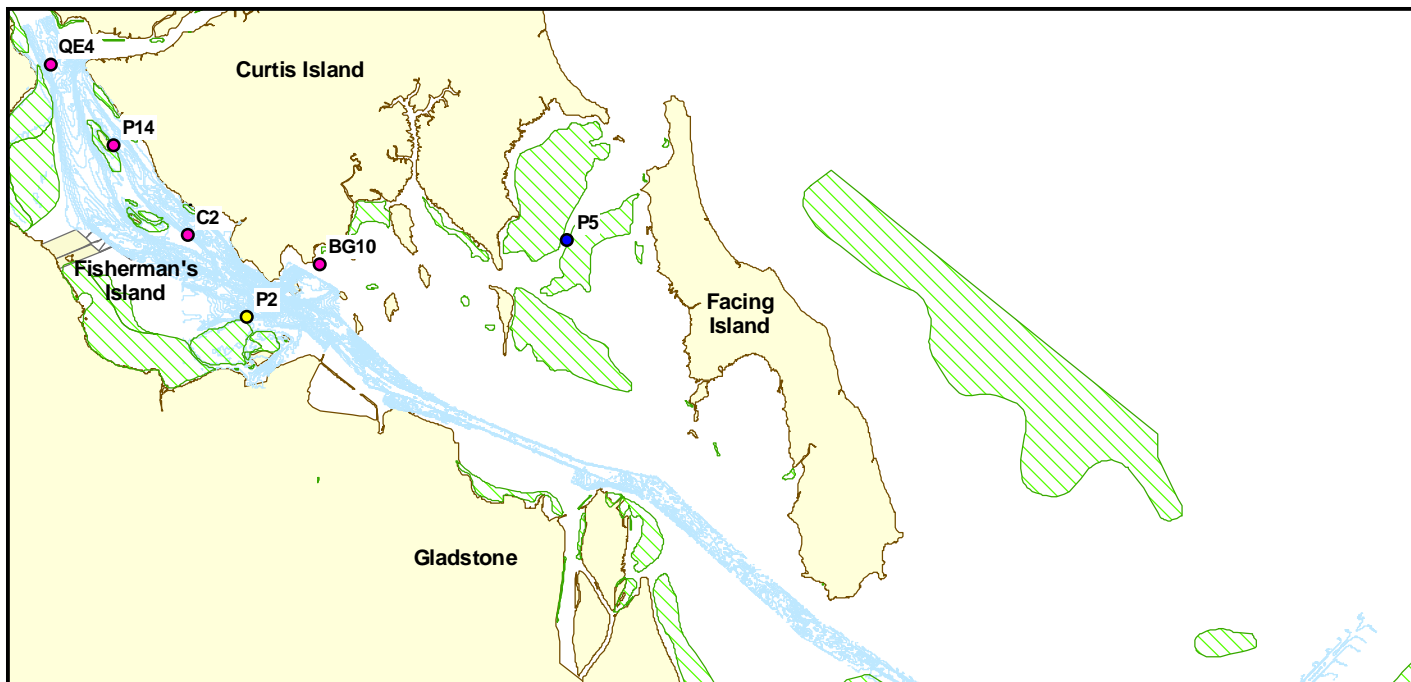 QE4
Curtis Island
P14
C2
P5
BG10
Fisherman's
Island
P2
Facing
Island
Gladstone